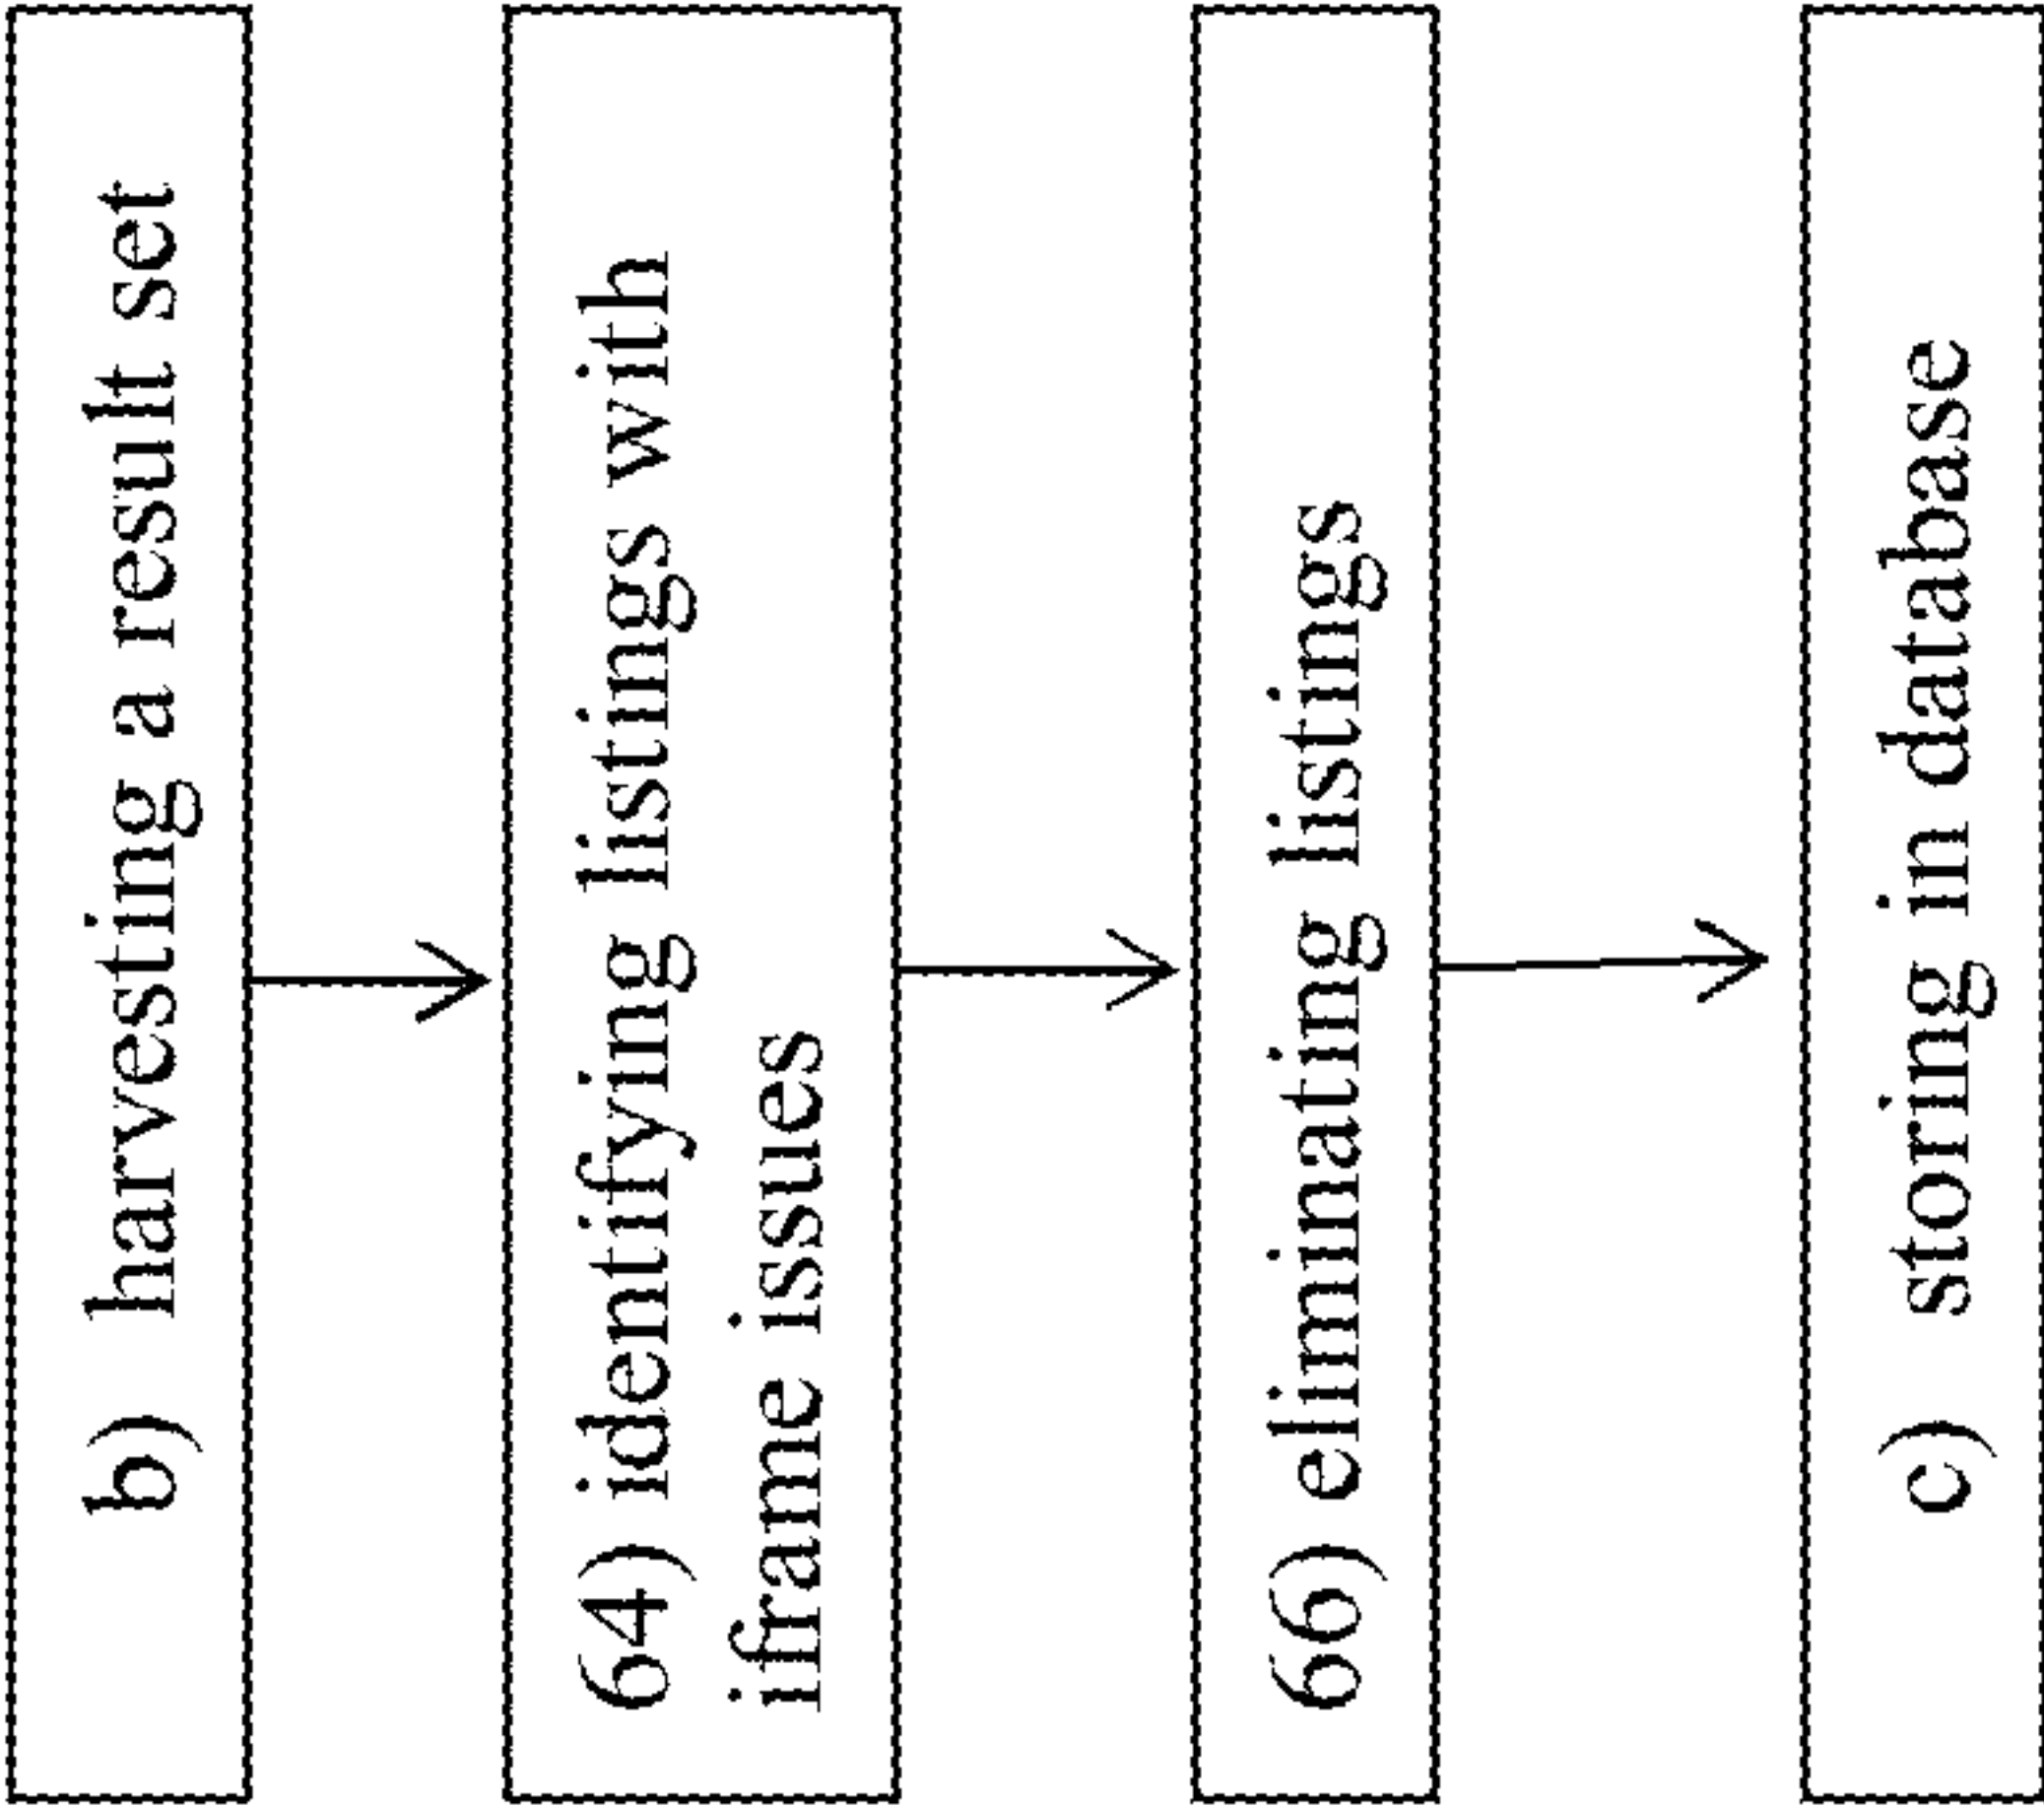 b) harvesting a result set
64) identifying listings with
iframe issues
66) eliminating listings
c) storing in database